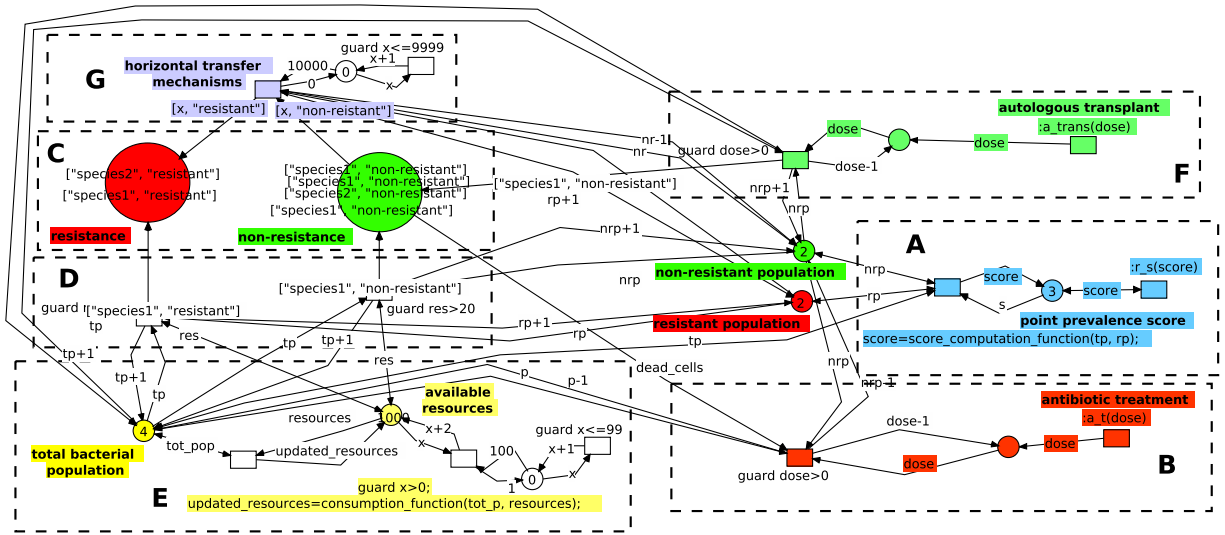 guard x<=9999
x+1
10000
0
0
x
G
horizontal transfer
mechanisms
[x, "resistant"]
[x, "non-reistant"]
autologous transplant
:a_trans(dose)
dose
dose
dose-1
guard dose>0
nr-1
nr
F
C
["species2", "resistant"]
["species1", "resistant"]
["species1", "non-resistant"]
["species1", "non-resistant"]
["species2", "non-resistant"]
["species1", "non-resistant"]
["species1", "non-resistant"]
rp+1
nrp+1
nrp
resistance
non-resistance
nrp+1
2
non-resistant population
nrp
nrp
A
:r_s(score)
score
3
score
s
rp
2
resistant population
point prevalence score
score=score_computation_function(tp, rp);
D
["species1", "non-resistant"]
guard res>20
guard
["species1", "resistant"]
tp
res
rp+1
rp
tp
tp
tp+1
tp+1
res
tp+1
tp
p
p-1
dead_cells
nrp
nrp-1
available
resources
1000
resources
x+2
x
guard x<=99
x+1
x
100
1
0
4
tot_pop
updated_resources
total bacterial
population
E
guard x>0;
updated_resources=consumption_function(tot_p, resources);
antibiotic treatment
:a_t(dose)
dose
dose-1
dose
guard dose>0
B